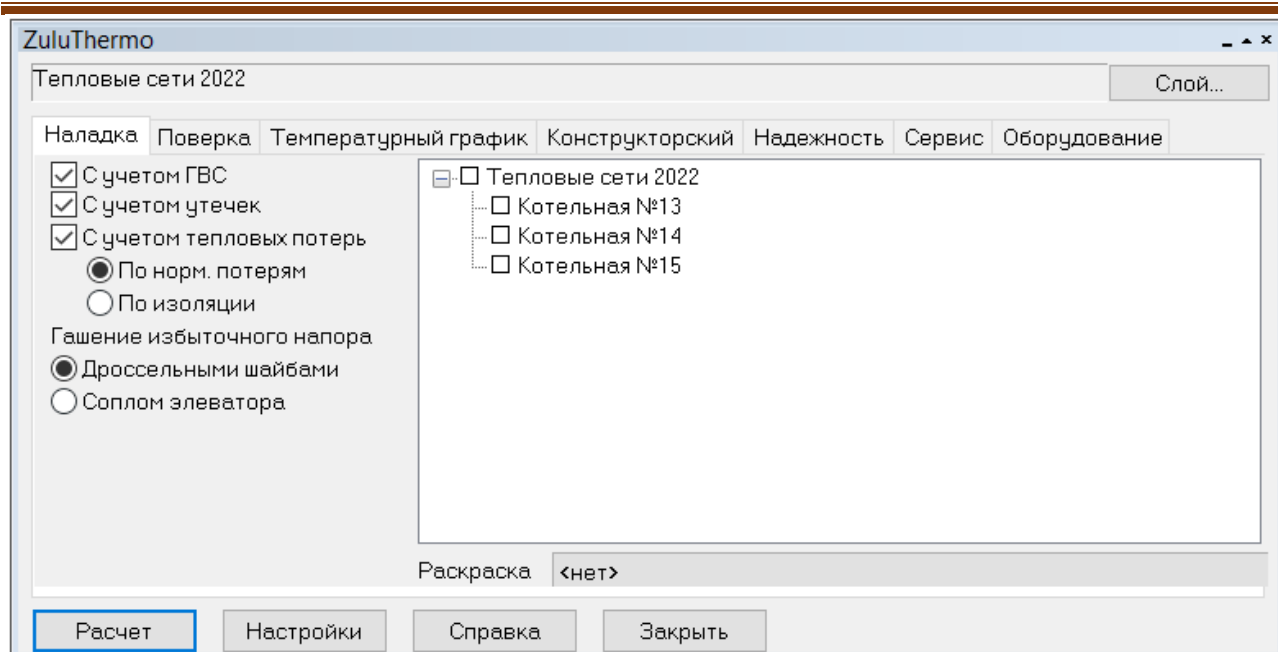 ZuluThermo
Тепловые сети 2022
Слой...
Наладка Поверка Температурный график Конструкторский Надежность Сервис Оборудование
С учетом ГВС
С учетом утечек
С учетом тепловых потерь
По норм. потерям
По изоляции
Гашение избыточного напора
Дроссельными шайбами
Соплом элеватора
Тепловые сети 2022
Котельная №13
Котельная №14
Котельная №15
Раскраска <нет>
Расчет Настройки Справка Закрыть